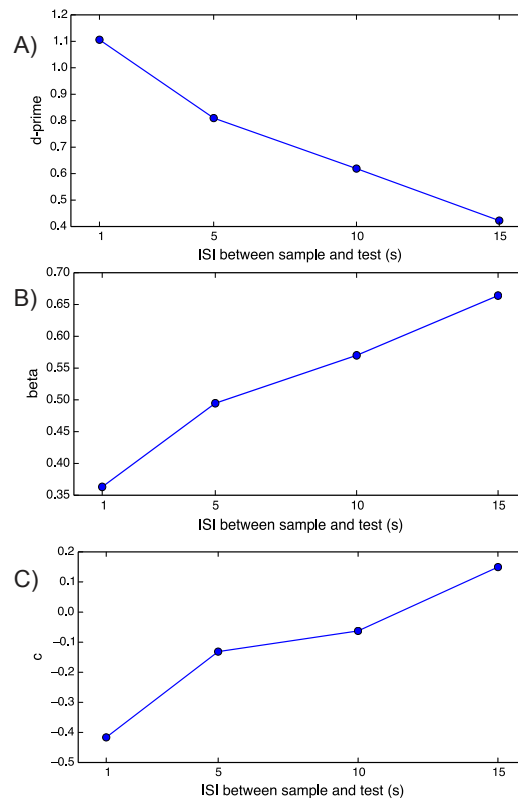 A)
1.2
1.1
1.0
0.9
0.8
0.7
0.6
0.5
0.4
d-prime
1 5 10 15
ISI between sample and test (s)
B)
0.70
0.65
0.60
0.55
0.50
0.45
0.40
0.35
beta
1 5 10 15
ISI between sample and test (s)
C)
0.2
0.1
0.0
−0.1
−0.2
−0.3
−0.4
−0.5
c
1 5 10 15
ISI between sample and test (s)